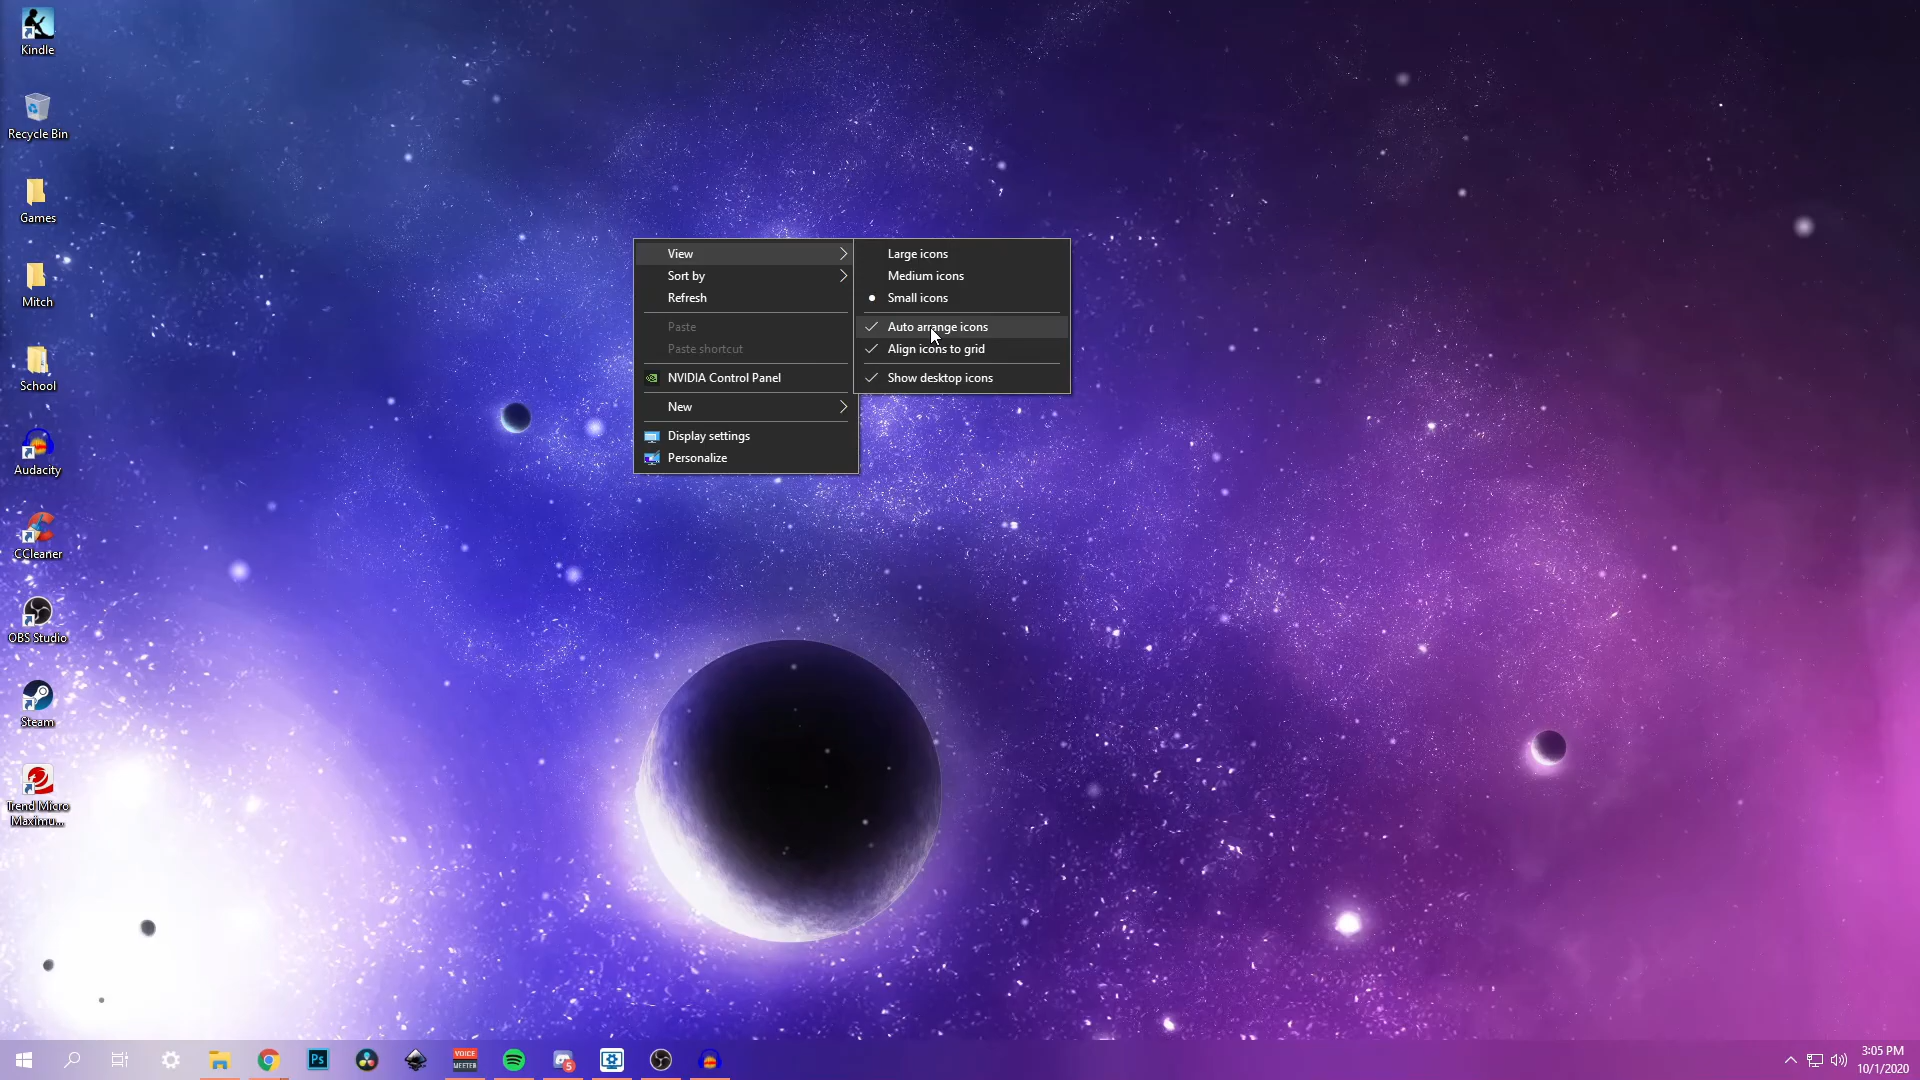 Kindle
Recycle Bin
Games
Mitch
School
Audacity
CCleaner
OBS Studio
Steam
Trend Micro
Maximu...
View
Sort by
Refresh
Paste
Paste shortcut
NVIDIA Control Panel
New
Display settings
Personalize
Large icons
Medium icons
Small icons
Auto arrange icons
Align icons to grid
Show desktop icons
Ps
VOICE
MEETER
5
3:05 PM
10/1/2020